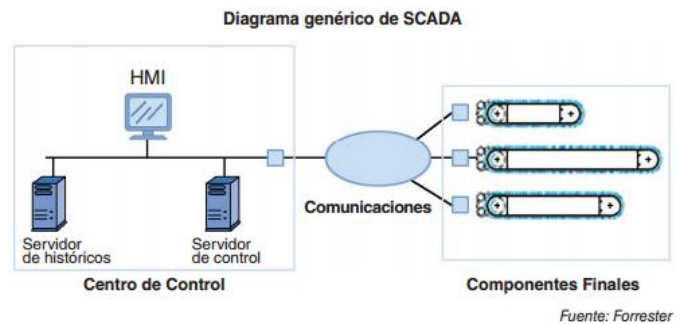 Diagrama genérico de SCADA
HMI
Servidor
de históricos
Servidor
de control
Comunicaciones
Centro de Control
Componentes Finales
Fuente: Forrester